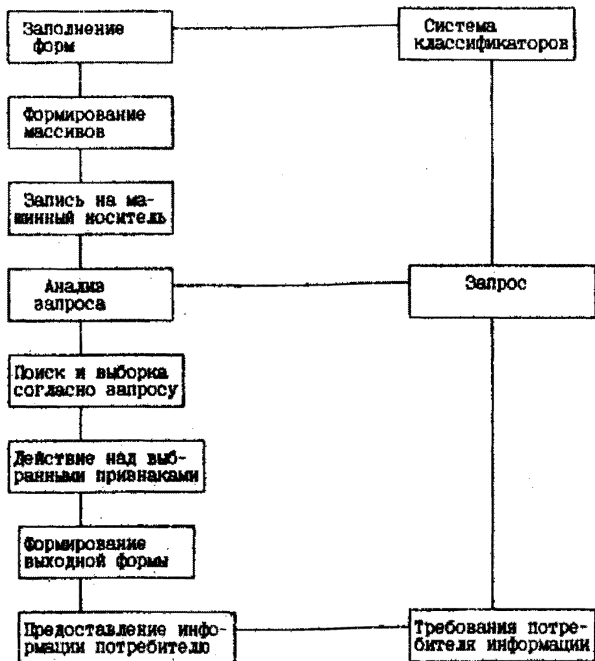 Заполнение
форм
Система
классификаторов
Формирование
массивов
Запись на ма-
шинный носитель
Анализ
запроса
Запрос
Поиск и выборка
согласно запросу
Действие над выб-
ранными признаками
Формирование
выходной формы
Предоставление инфо-
рмации потребителю
Требования потре-
бителя информации